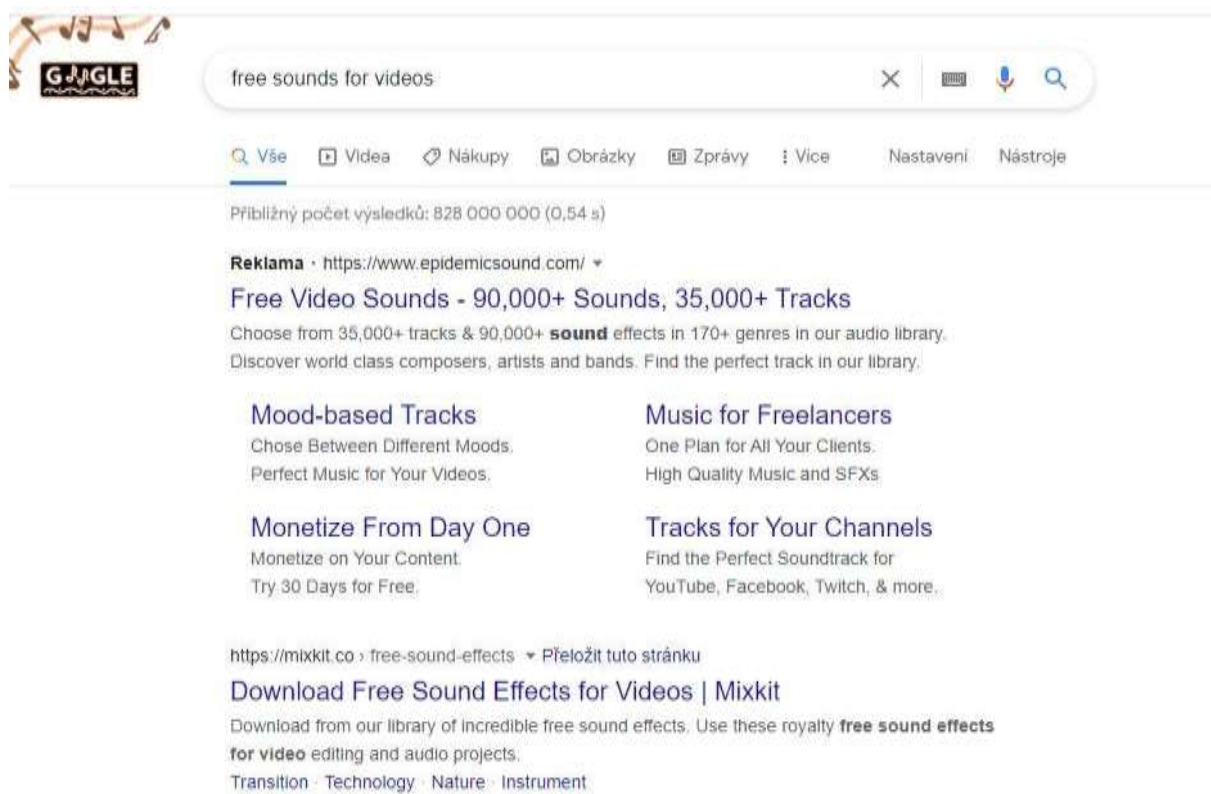 GOOGLE
free sounds for videos
Vše Videa Nákupy Obrázky Zprávy Více Nastavení Nástroje
Přibližný počet výsledků: 828 000 000 (0,54 s)
Reklama · https://www.epidemicsound.com/
Free Video Sounds - 90,000+ Sounds, 35,000+ Tracks
Choose from 35,000+ tracks & 90,000+ sound effects in 170+ genres in our audio library.
Discover world class composers, artists and bands. Find the perfect track in our library.
Mood-based Tracks
Chose Between Different Moods.
Perfect Music for Your Videos.
Music for Freelancers
One Plan for All Your Clients.
High Quality Music and SFXs
Monetize From Day One
Monetize on Your Content.
Try 30 Days for Free.
Tracks for Your Channels
Find the Perfect Soundtrack for
YouTube, Facebook, Twitch, & more.
https://mixkit.co › free-sound-effects Přeložit tuto stránku
Download Free Sound Effects for Videos | Mixkit
Download from our library of incredible free sound effects. Use these royalty free sound effects
for video editing and audio projects.
Transition · Technology · Nature · Instrument